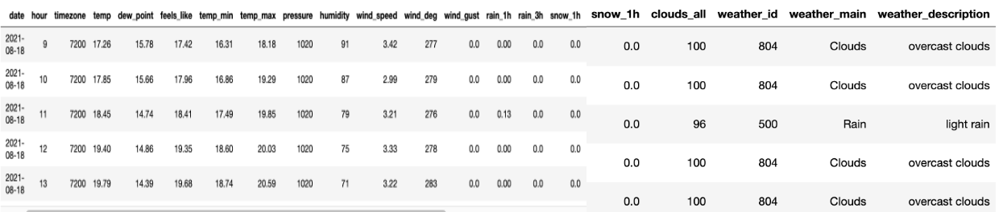 date hour timezone temp dew_point feels_like temp_min temp_max pressure humidity wind_speed wind_deg wind_gust rain_1h rain_3h snow_1h snow_1h clouds_all weather_id weather_main weather_description
2021-
08-18 9 7200 17.26 15.78 17.42 16.31 18.18 1020 91 3.42 277 0.0 0.00 0.0 0.0 0.0 100 804 Clouds overcast clouds
2021-
08-18 10 7200 17.85 15.66 17.96 16.86 19.29 1020 87 2.99 279 0.0 0.00 0.0 0.0 0.0 100 804 Clouds overcast clouds
2021-
08-18 11 7200 18.45 14.74 18.41 17.49 19.85 1020 79 3.21 276 0.0 0.13 0.0 0.0 0.0 96 500 Rain light rain
2021-
08-18 12 7200 19.40 14.86 19.35 18.60 20.03 1020 75 3.33 278 0.0 0.00 0.0 0.0 0.0 100 804 Clouds overcast clouds
2021-
08-18 13 7200 19.79 14.39 19.68 18.74 20.59 1020 71 3.22 283 0.0 0.00 0.0 0.0 0.0 100 804 Clouds overcast clouds